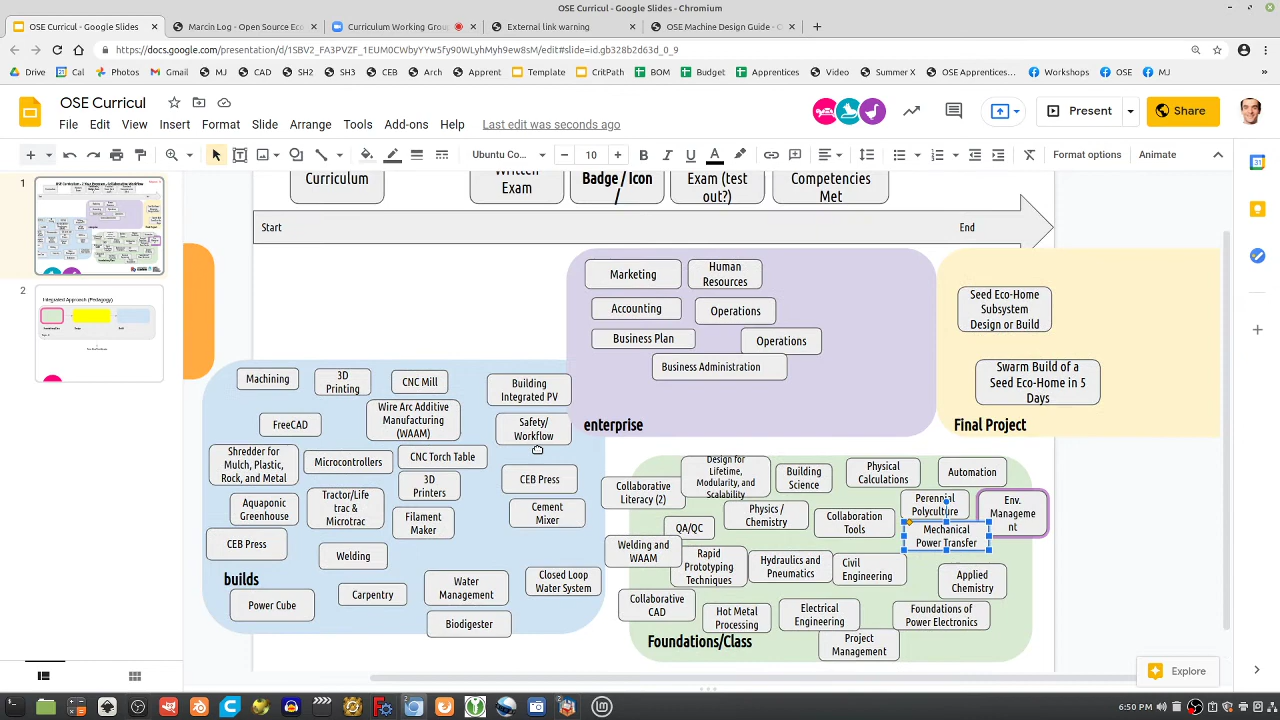 OSE Curricul - Google Slides - Chromium
OSE Curricul - Google Slides
Marcin Log - Open Source Eco
Curriculum Working Grou
External link warning
OSE Machine Design Guide - G
https://docs.google.com/presentation/d/1SBV2_FA3PVZF_1EUM0CWbyYYw5fy90WLyhMyh9ew8sM/edit#slide=id.gb328b2d63d_0_9
Drive
Cal
Photos
Gmail
MJ
CAD
SH2
SH3
CEB
Arch
Apprent
Template
CritPath
BOM
Budget
Apprentices
Video
Summer X
OSE Apprentices...
Workshops
OSE
MJ
OSE Curricul
File
Edit
View
Insert
Format
Slide
Arrange
Tools
Add-ons
Help
Last edit was seconds ago
Present
Share
Ubuntu Co...
10
Format options
Animate
1
2
Integrated Approach (Pedagogy)
Curriculum
Written
Exam
Badge / Icon
/
Exam (test
out?)
Competencies
Met
Start
End
Marketing
Human
Resources
Accounting
Operations
Business Plan
Operations
Business Administration
enterprise
Seed Eco-Home
Subsystem
Design or Build
Swarm Build of a
Seed Eco-Home in 5
Days
Final Project
Machining
3D
Printing
CNC Mill
Building
Integrated PV
FreeCAD
Wire Arc Additive
Manufacturing
(WAAM)
Safety/
Workflow
Shredder for
Mulch, Plastic,
Rock, and Metal
Microcontrollers
CNC Torch Table
CEB Press
3D
Printers
Aquaponic
Greenhouse
Tractor/Life
trac &
Microtrac
Filament
Maker
Cement
Mixer
CEB Press
Welding
builds
Closed Loop
Water System
Power Cube
Carpentry
Water
Management
Biodigester
Collaborative
Literacy (2)
Design for
Lifetime,
Modularity, and
Scalability
Building
Science
Physical
Calculations
Automation
QA/QC
Physics /
Chemistry
Collaboration
Tools
Perennial
Polyculture
Env.
Manageme
nt
Mechanical
Power Transfer
Welding and
WAAM
Rapid
Prototyping
Techniques
Hydraulics and
Pneumatics
Civil
Engineering
Applied
Chemistry
Collaborative
CAD
Hot Metal
Processing
Electrical
Engineering
Foundations of
Power Electronics
Foundations/Class
Project
Management
Explore
6:50 PM